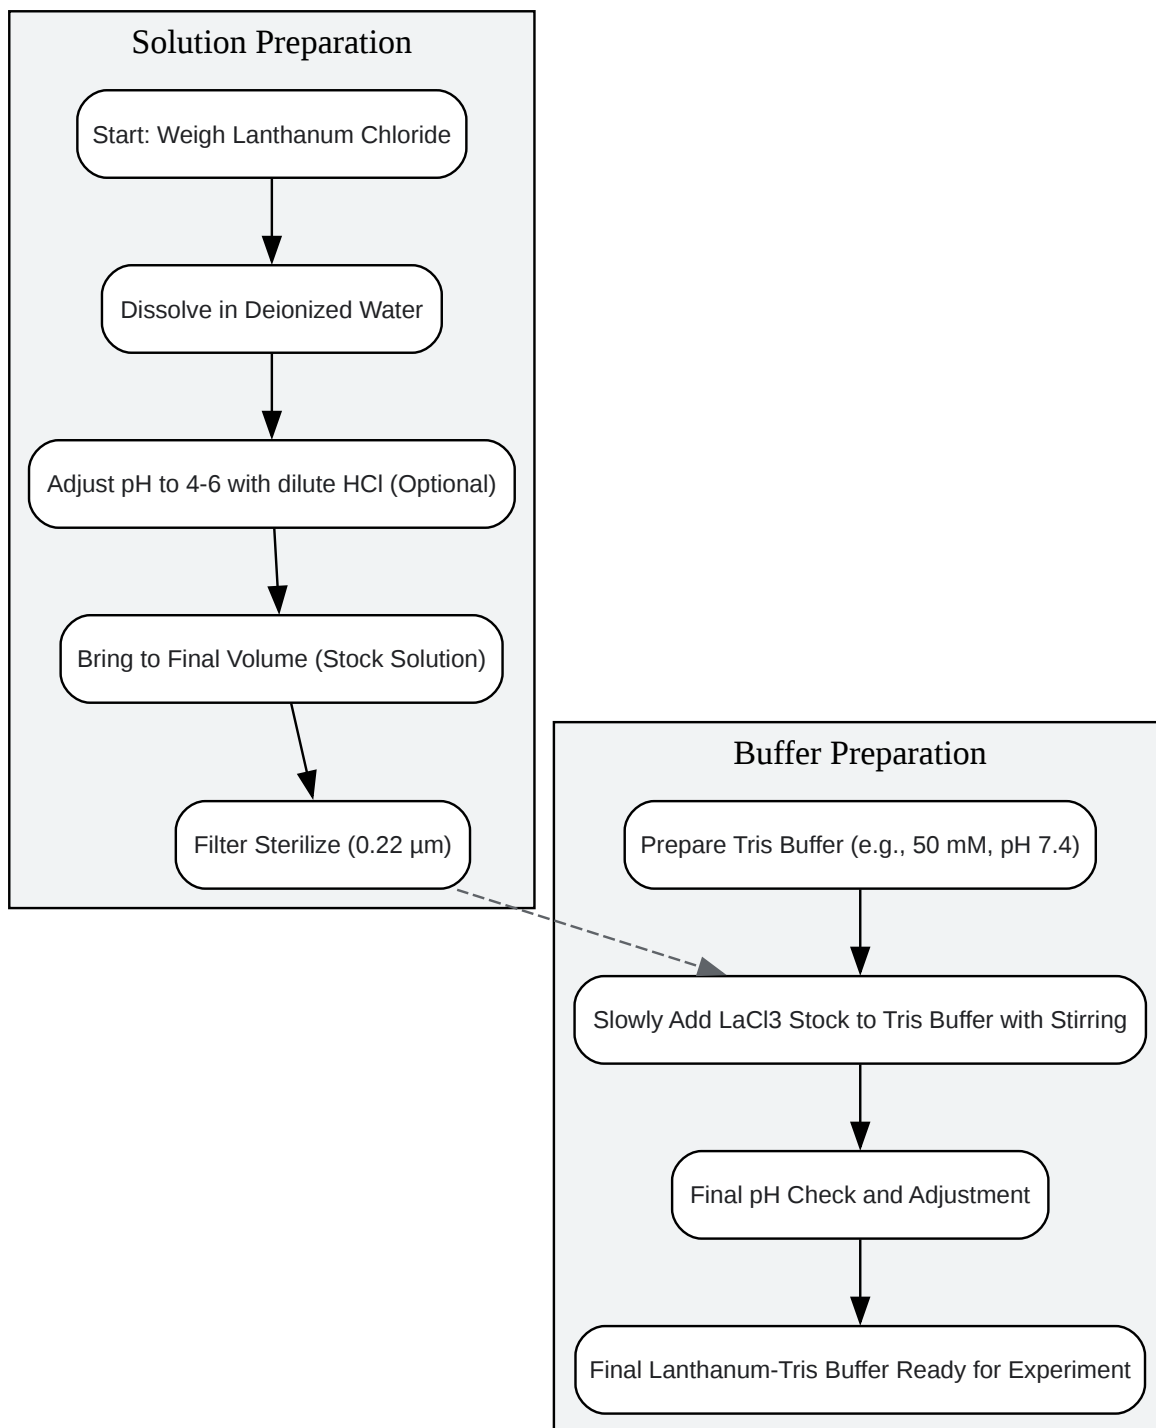 Solution Preparation
Start: Weigh Lanthanum Chloride
Dissolve in Deionized Water
Adjust pH to 4-6 with dilute HCl (Optional)
Bring to Final Volume (Stock Solution)
Filter Sterilize (0.22 µm)
Buffer Preparation
Prepare Tris Buffer (e.g., 50 mM, pH 7.4)
Slowly Add LaCl3 Stock to Tris Buffer with Stirring
Final pH Check and Adjustment
Final Lanthanum-Tris Buffer Ready for Experiment